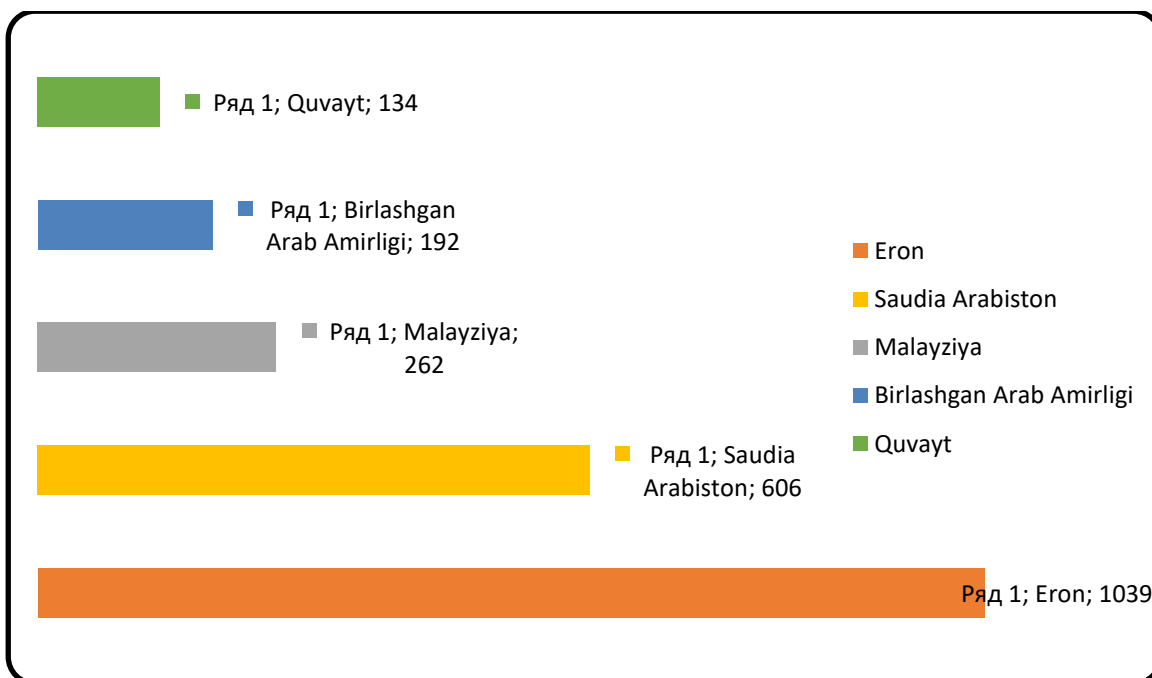 Ряд 1; Quvayt; 134
Ряд 1; Birlashgan
Arab Amirligi; 192
Ряд 1; Malayziya;
262
Ряд 1; Saudia
Arabiston; 606
Ряд 1; Eron; 1039
Eron
Saudia Arabiston
Malayziya
Birlashgan Arab Amirligi
Quvayt